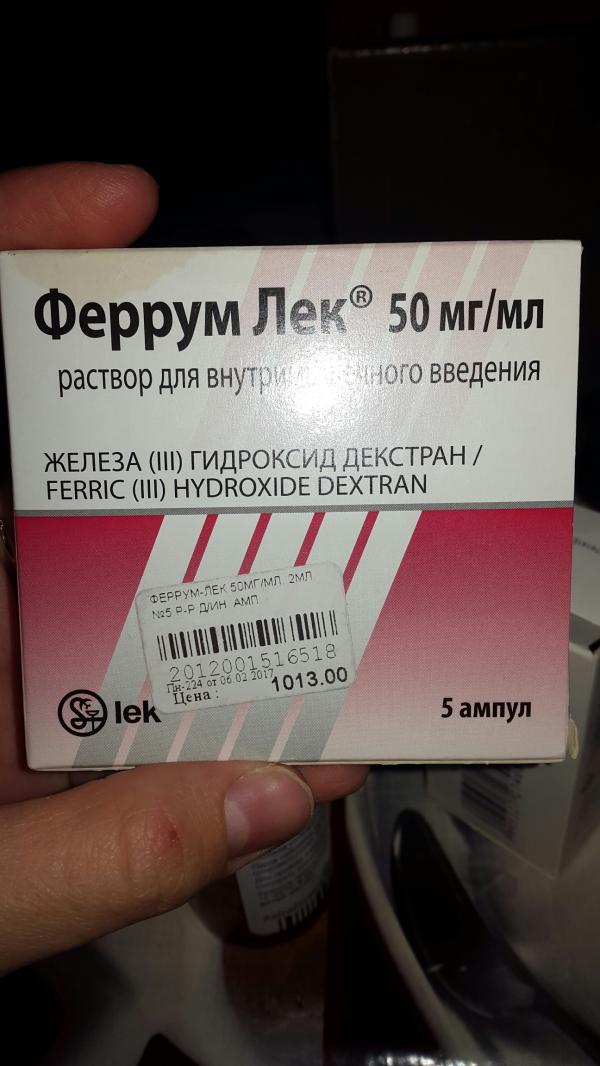 Феррум Лек® 50 мг/мл
раствор для введения
ЖЕЛЕЗА (III) ГИДРОКСИД ДЕКСТРАН /
FERRIC (III) HYDROXIDE DEXTRAN
ФЕРРУМ-ЛЕК 50МГ/МЛ. 2МЛ
№5 Р-Р Д/ИН. АМП.
2012001516518
Пн-224 от 06.02.2017
Цена : 1013.00
lek
5 ампул